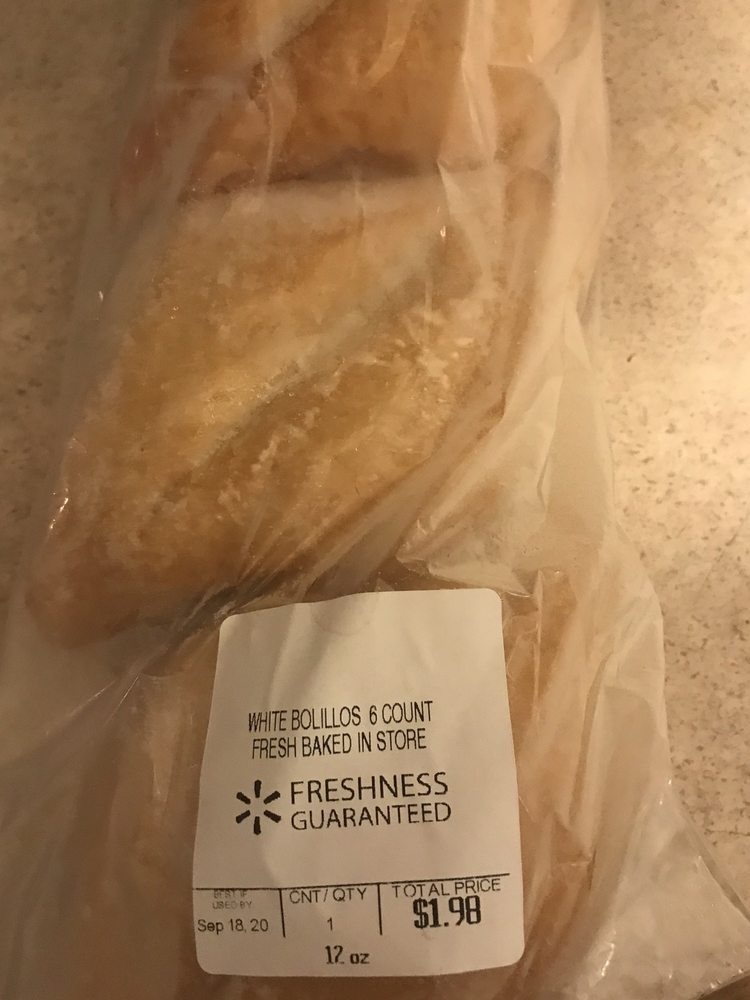 WHITE BOLILLOS 6 COUNT
FRESH BAKED IN STORE
FRESHNESS
GUARANTEED
BEST IF
USED BY
Sep 18, 20
CNT/QTY
1
TOTAL PRICE
$1.98
12 oz